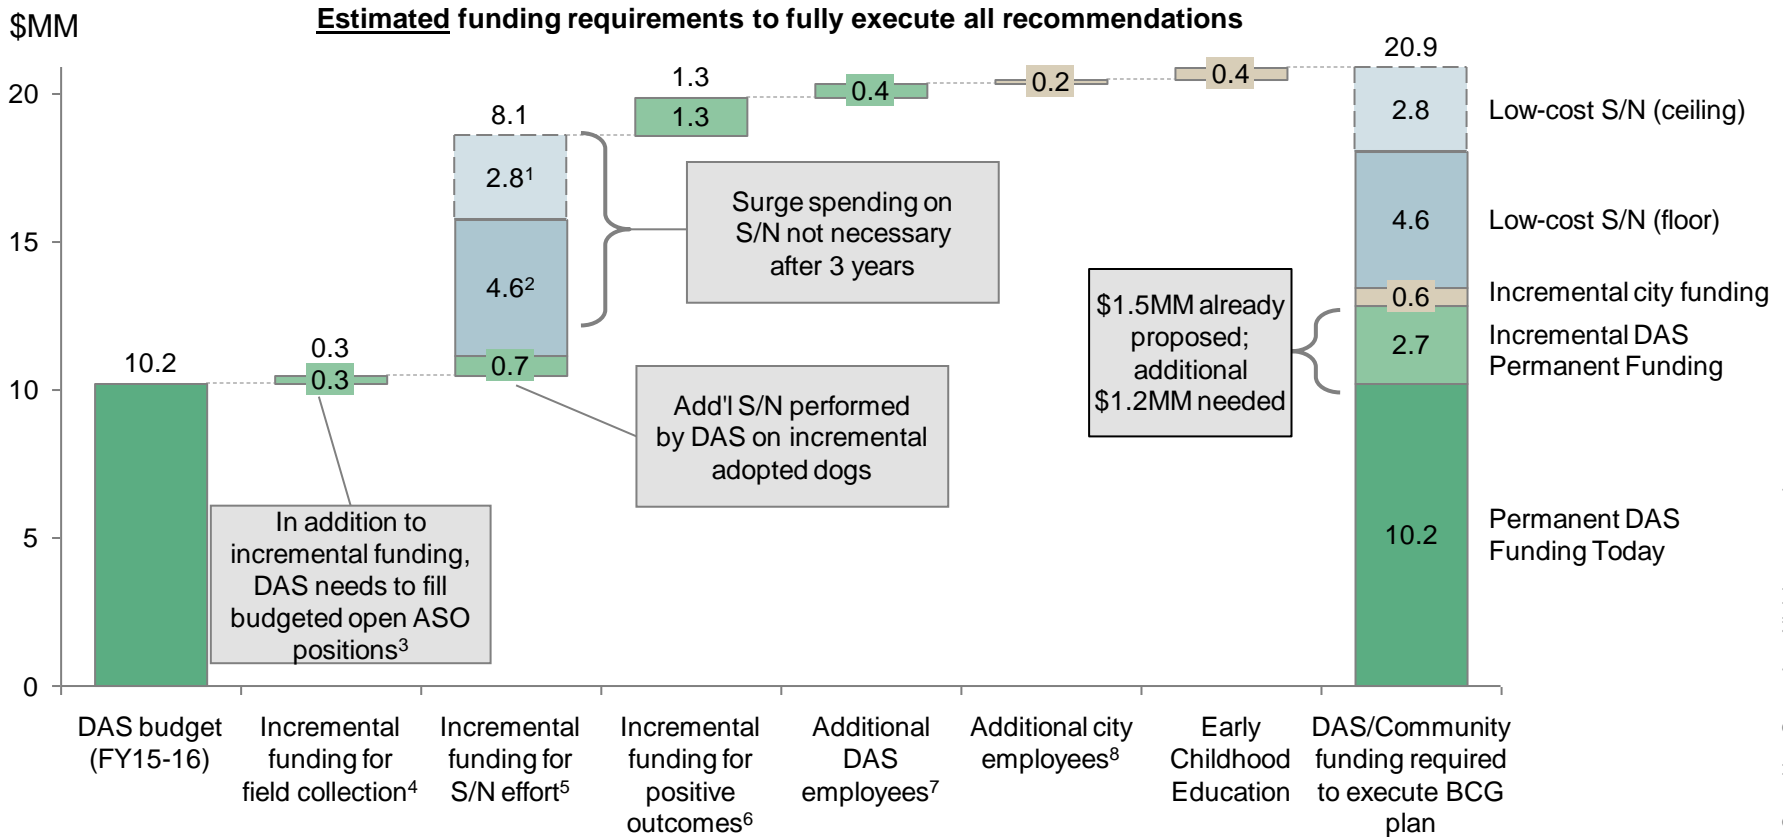 Estimated funding requirements to fully execute all recommendations
$MM
20
15
10
5
0
10.2
0.3
0.3
8.1
2.8¹
4.6²
0.7
1.3
1.3
0.4
0.2
0.4
20.9
2.8
4.6
0.6
2.7
10.2
Low-cost S/N (ceiling)
Low-cost S/N (floor)
Incremental city funding
Incremental DAS
Permanent Funding
Permanent DAS
Funding Today
Surge spending on
S/N not necessary
after 3 years
$1.5MM already
proposed;
additional
$1.2MM needed
Add'l S/N performed
by DAS on incremental
adopted dogs
In addition to
incremental funding,
DAS needs to fill
budgeted open ASO
positions³
DAS budget
(FY15-16)
Incremental
funding for
field collection⁴
Incremental
funding for
S/N effort⁵
Incremental
funding for
positive
outcomes⁶
Additional
DAS
employees⁷
Additional city
employees⁸
Early
Childhood
Education
DAS/Community
funding required
to execute BCG
plan